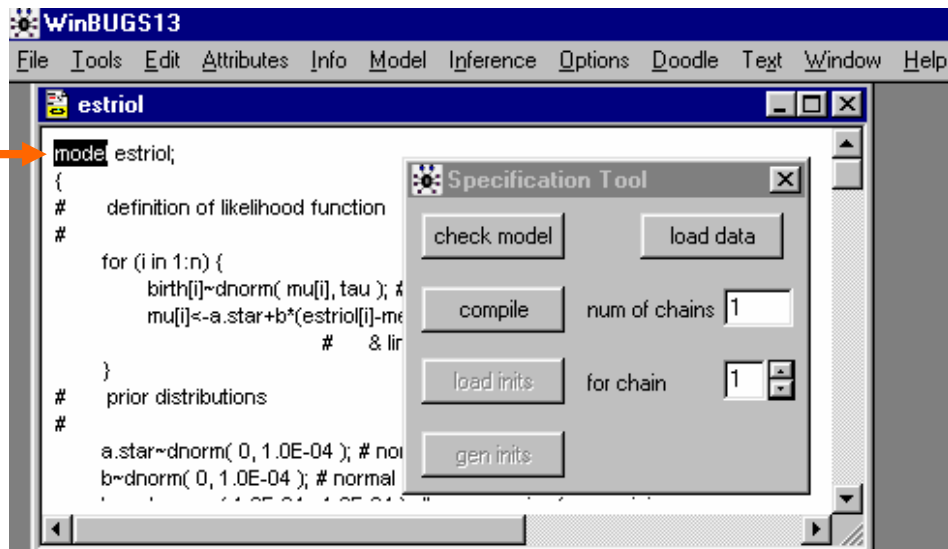 WinBUGS13
File Tools Edit Attributes Info Model Inference Options Doodle Text Window Help
estriol
model estriol;
{
# definition of likelihood function
#
for (i in 1:n) {
birth[i]~dnorm( mu[i], tau ); #
mu[i]<-a.star+b*(estriol[i]-me
# & lin
}
# prior distributions
#
a.star~dnorm( 0, 1.0E-04 ); # nor
b~dnorm( 0, 1.0E-04 ); # normal
Specification Tool
check model load data
compile num of chains 1
load inits for chain 1
gen inits